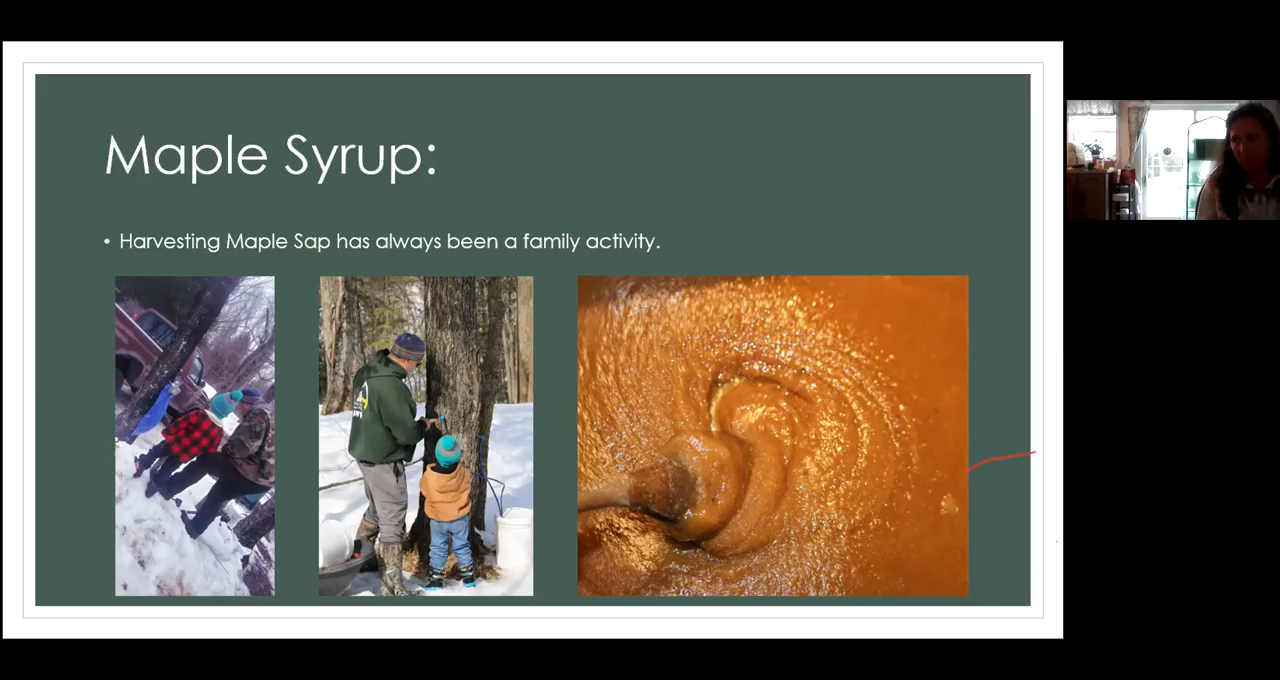 Maple Syrup:
• Harvesting Maple Sap has always been a family activity.